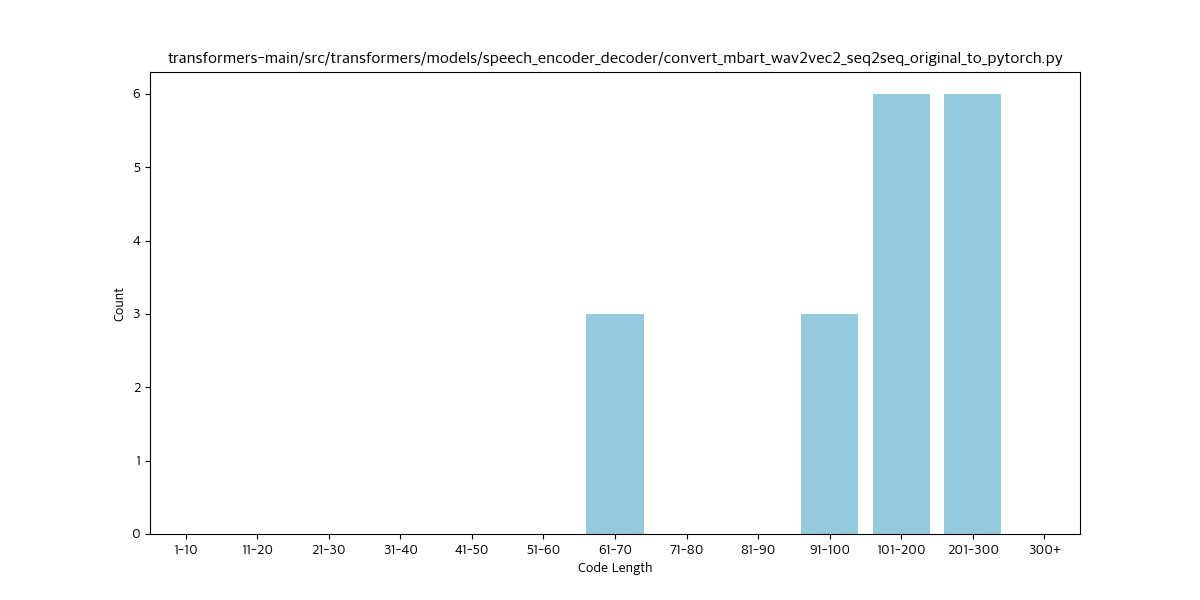 transformers-main/src/transformers/models/speech_encoder_decoder/convert_mbart_wav2vec2_seq2seq_original_to_pytorch.py
6
5
4
3
2
1
0
Count
1-10 11-20 21-30 31-40 41-50 51-60 61-70 71-80 81-90 91-100 101-200 201-300 300+
Code Length